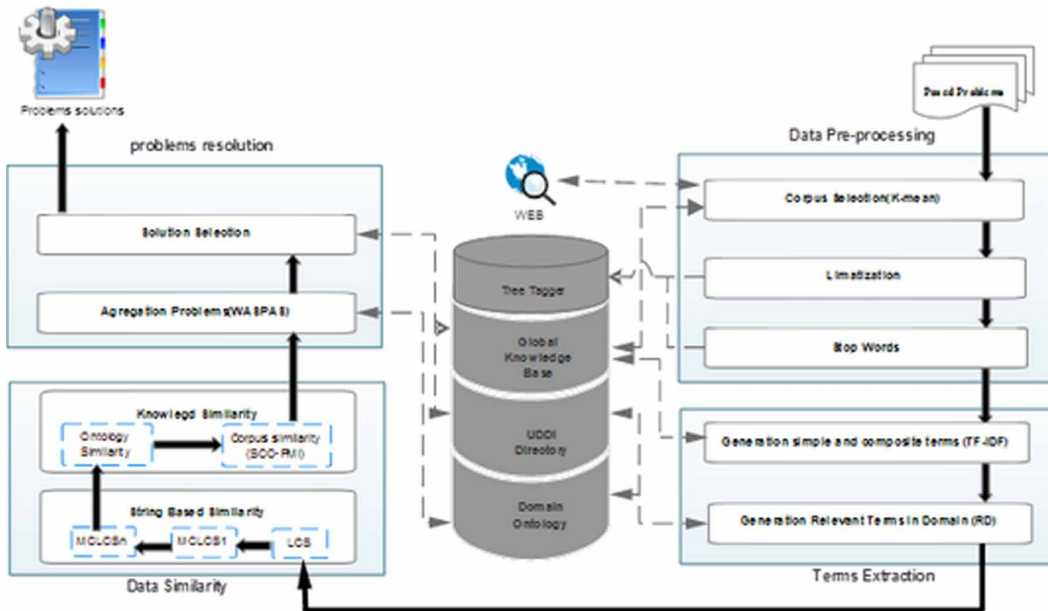 Problems solutions
problems resolution
Solution Selection
Agregation Problems(WASPAS)
Knowlegd Similarity
Ontology
Similarity
Corpus similarity
(SCO-PMI)
String Based Similarity
MCLCSn
MCLCS1
LCS
Data Similarity
WEB
Tree Tagger
Global
Knowledge
Base
UDDI
Directory
Domain
Ontology
Posed Problems
Data Pre-processing
Corpus Selection(K-mean)
Limatization
Stop Words
Generation simple and composite terms (TF-IDF)
Generation Relevant Terms in Domain (RD)
Terms Extraction